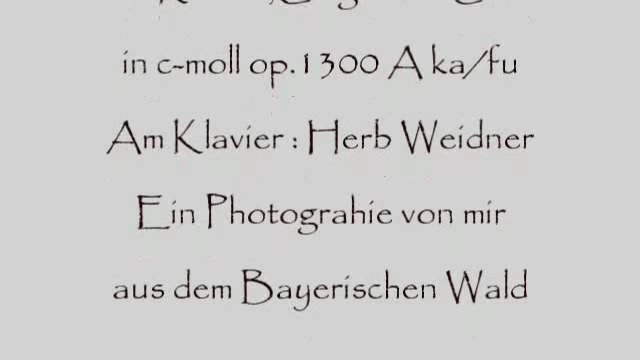 in c-moll op.1300 A ka/fu
Am Klavier : Herb Weidner
Ein Photograhie von mir
aus dem Bayerischen Wald